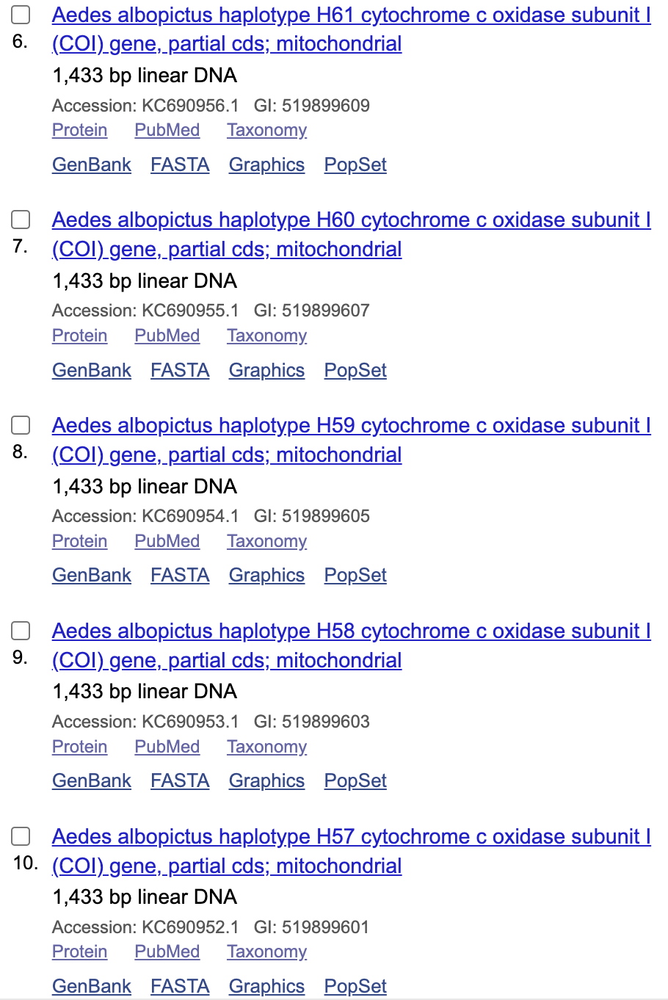 Aedes albopictus haplotype H61 cytochrome c oxidase subunit I
6. (COI) gene, partial cds; mitochondrial
1,433 bp linear DNA
Accession: KC690956.1 GI: 519899609
Protein PubMed Taxonomy
GenBank FASTA Graphics PopSet
Aedes albopictus haplotype H60 cytochrome c oxidase subunit I
7. (COI) gene, partial cds; mitochondrial
1,433 bp linear DNA
Accession: KC690955.1 GI: 519899607
Protein PubMed Taxonomy
GenBank FASTA Graphics PopSet
Aedes albopictus haplotype H59 cytochrome c oxidase subunit I
8. (COI) gene, partial cds; mitochondrial
1,433 bp linear DNA
Accession: KC690954.1 GI: 519899605
Protein PubMed Taxonomy
GenBank FASTA Graphics PopSet
Aedes albopictus haplotype H58 cytochrome c oxidase subunit I
9. (COI) gene, partial cds; mitochondrial
1,433 bp linear DNA
Accession: KC690953.1 GI: 519899603
Protein PubMed Taxonomy
GenBank FASTA Graphics PopSet
Aedes albopictus haplotype H57 cytochrome c oxidase subunit I
10. (COI) gene, partial cds; mitochondrial
1,433 bp linear DNA
Accession: KC690952.1 GI: 519899601
Protein PubMed Taxonomy
GenBank FASTA Graphics PopSet